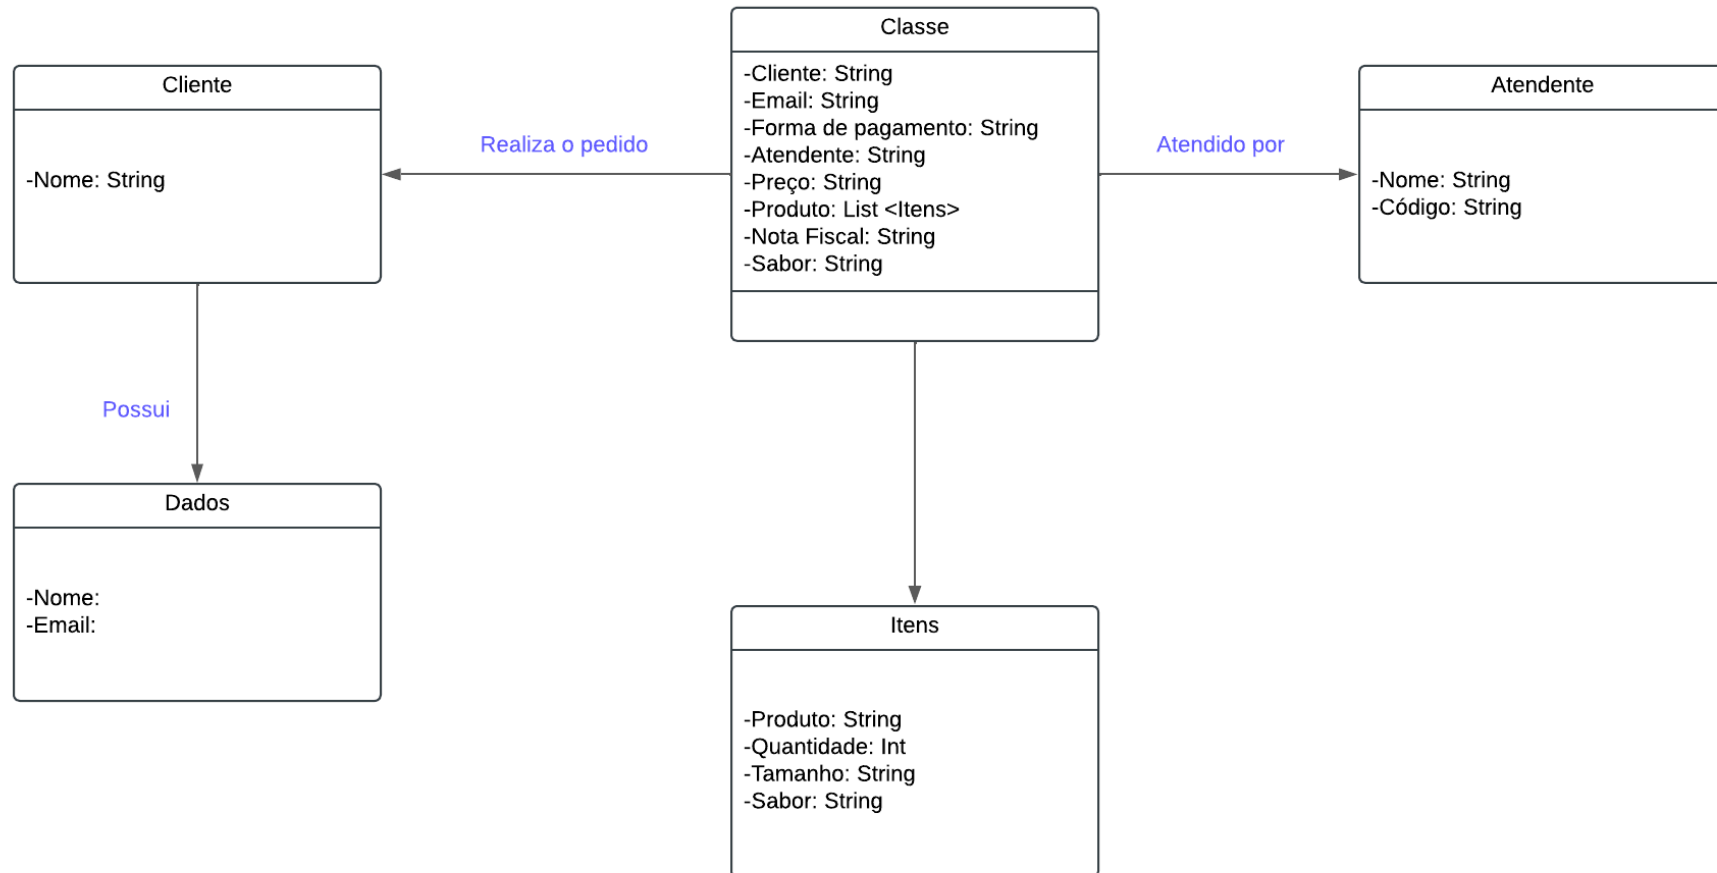 Classe
-Cliente: String
-Email: String
-Forma de pagamento: String
-Atendente: String
-Preço: String
-Produto: List <Itens>
-Nota Fiscal: String
-Sabor: String
Cliente
-Nome: String
Realiza o pedido
Atendido por
Atendente
-Nome: String
-Código: String
Possui
Dados
-Nome:
-Email:
Itens
-Produto: String
-Quantidade: Int
-Tamanho: String
-Sabor: String